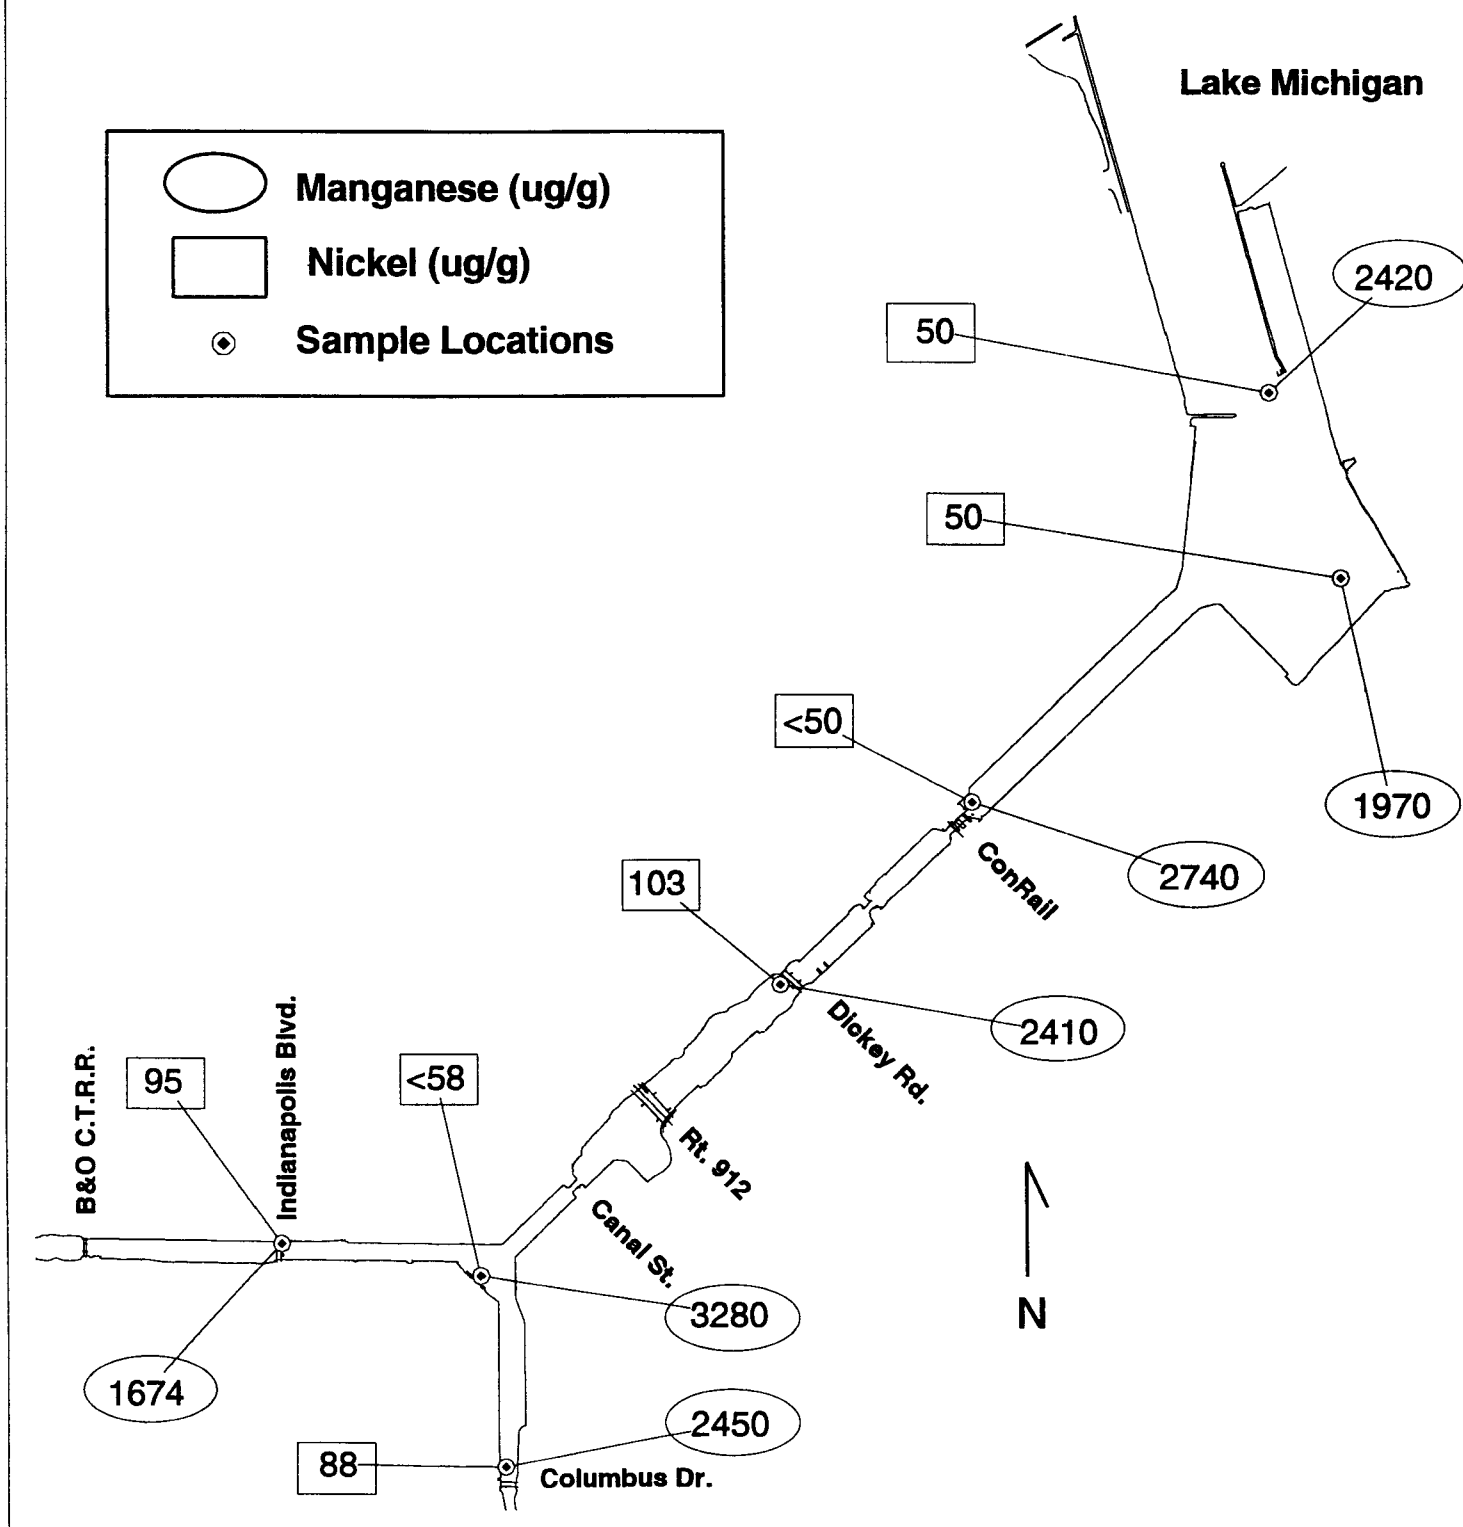 Lake Michigan
Manganese (ug/g)
Nickel (ug/g)
Sample Locations
2420
50
50
<50
1970
2740
ConRail
103
2410
Dickey Rd.
B&O C.T.R.R.
95
Indianapolis Blvd.
<58
Rt. 912
Canal St.
N
3280
1674
2450
88
Columbus Dr.